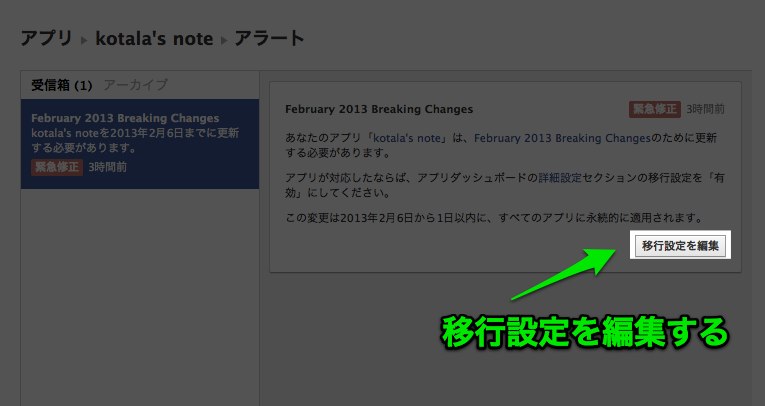 アプリ ▸ kotala's note ▸ アラート
受信箱 (1) アーカイブ
February 2013 Breaking Changes
kotala's noteを2013年2月6日までに更新
する必要があります。
緊急修正 3時間前
February 2013 Breaking Changes 緊急修正 3時間前
あなたのアプリ「kotala's note」は、February 2013 Breaking Changesのために更新
する必要があります。
アプリが対応したならば、アプリダッシュボードの詳細設定セクションの移行設定を「有
効」にしてください。
この変更は2013年2月6日から1日以内に、すべてのアプリに永続的に適用されます。
移行設定を編集
移行設定を編集する